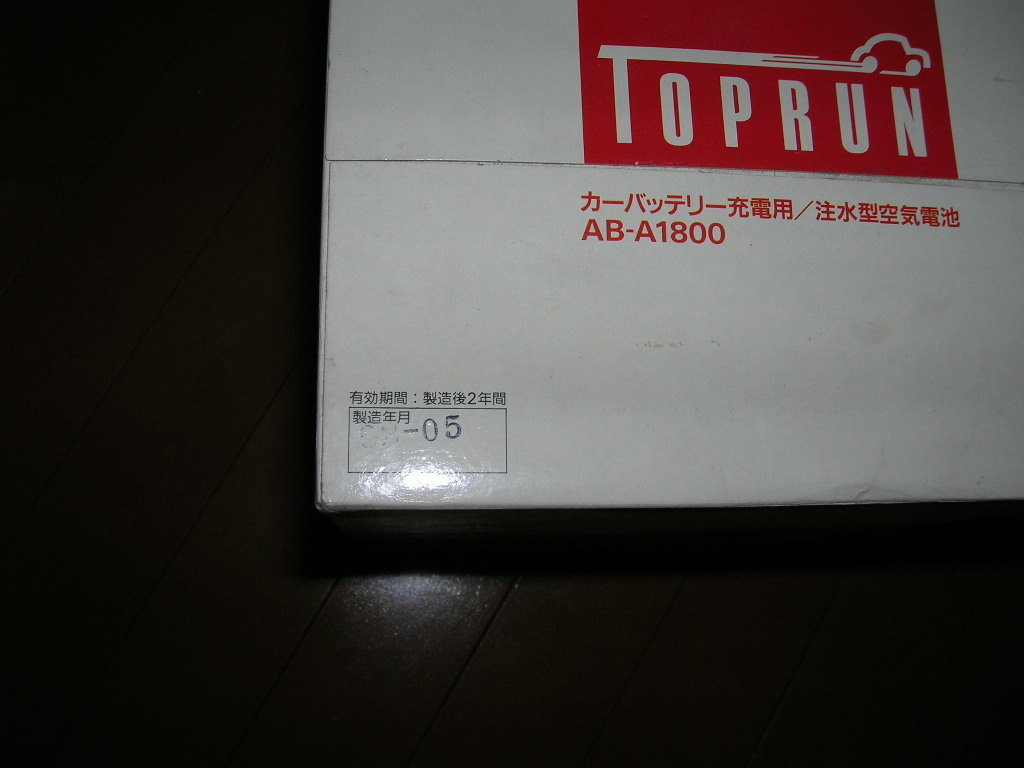 TOPRUN
カーバッテリー充電用／注水型空気電池
AB-A1800
有効期間：製造後2年間
製造年月
-05